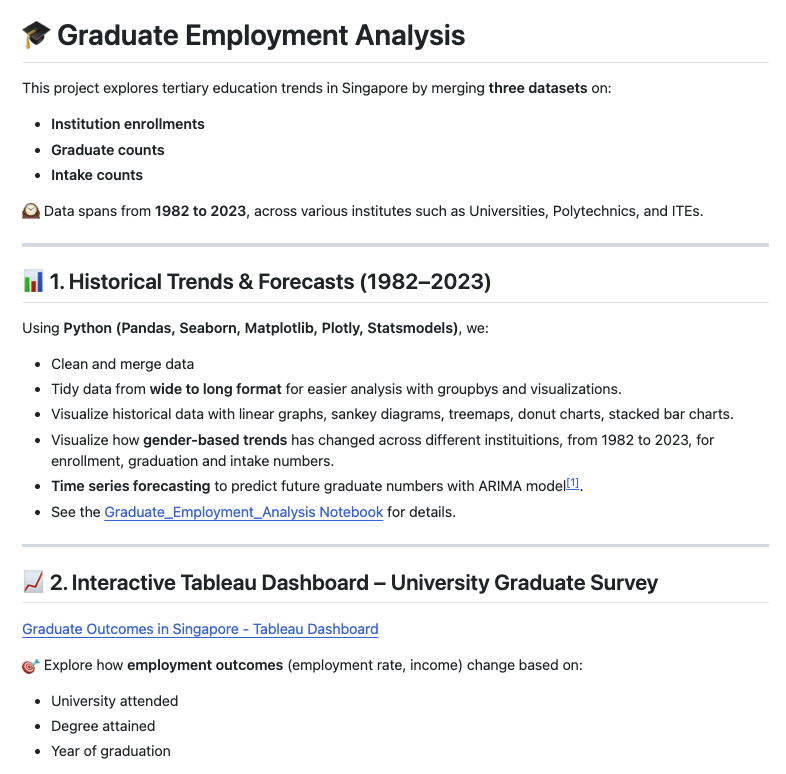 🎓 Graduate Employment Analysis
This project explores tertiary education trends in Singapore by merging three datasets on:
• Institution enrollments
• Graduate counts
• Intake counts
🕰️ Data spans from 1982 to 2023, across various institutes such as Universities, Polytechnics, and ITEs.
📊 1. Historical Trends & Forecasts (1982–2023)
Using Python (Pandas, Seaborn, Matplotlib, Plotly, Statsmodels), we:
• Clean and merge data
• Tidy data from wide to long format for easier analysis with groupbys and visualizations.
• Visualize historical data with linear graphs, sankey diagrams, treemaps, donut charts, stacked bar charts.
• Visualize how gender-based trends has changed across different instituitions, from 1982 to 2023, for
enrollment, graduation and intake numbers.
• Time series forecasting to predict future graduate numbers with ARIMA model[1].
• See the Graduate_Employment_Analysis Notebook for details.
📈 2. Interactive Tableau Dashboard – University Graduate Survey
Graduate Outcomes in Singapore - Tableau Dashboard
🎯 Explore how employment outcomes (employment rate, income) change based on:
• University attended
• Degree attained
• Year of graduation